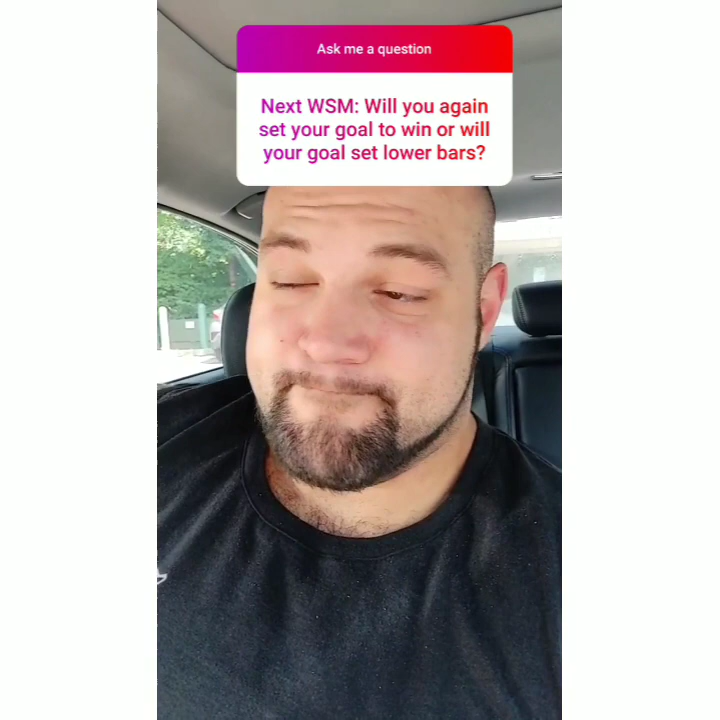 Ask me a question
Next WSM: Will you again
set your goal to win or will
your goal set lower bars?